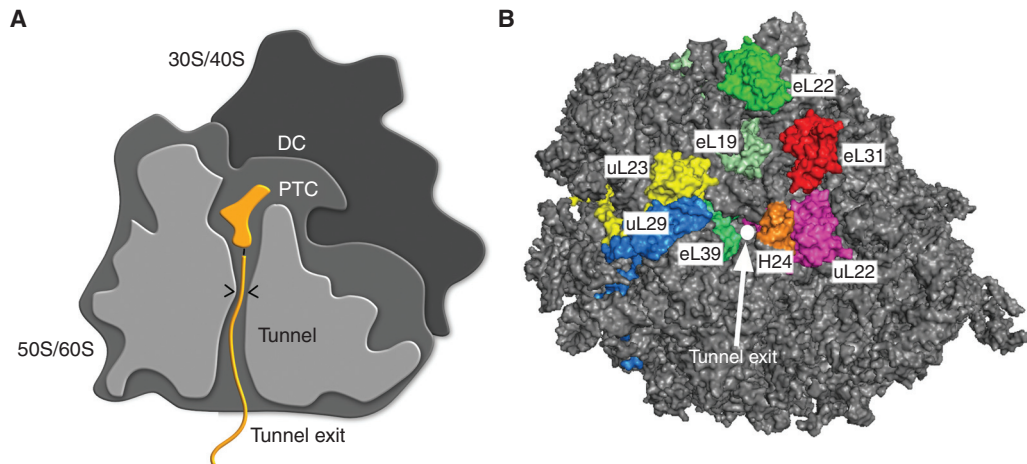 A
30S/40S
DC
PTC
50S/60S
Tunnel
Tunnel exit
B
eL22
eL19
eL31
uL23
uL29
eL39
H24
uL22
Tunnel exit